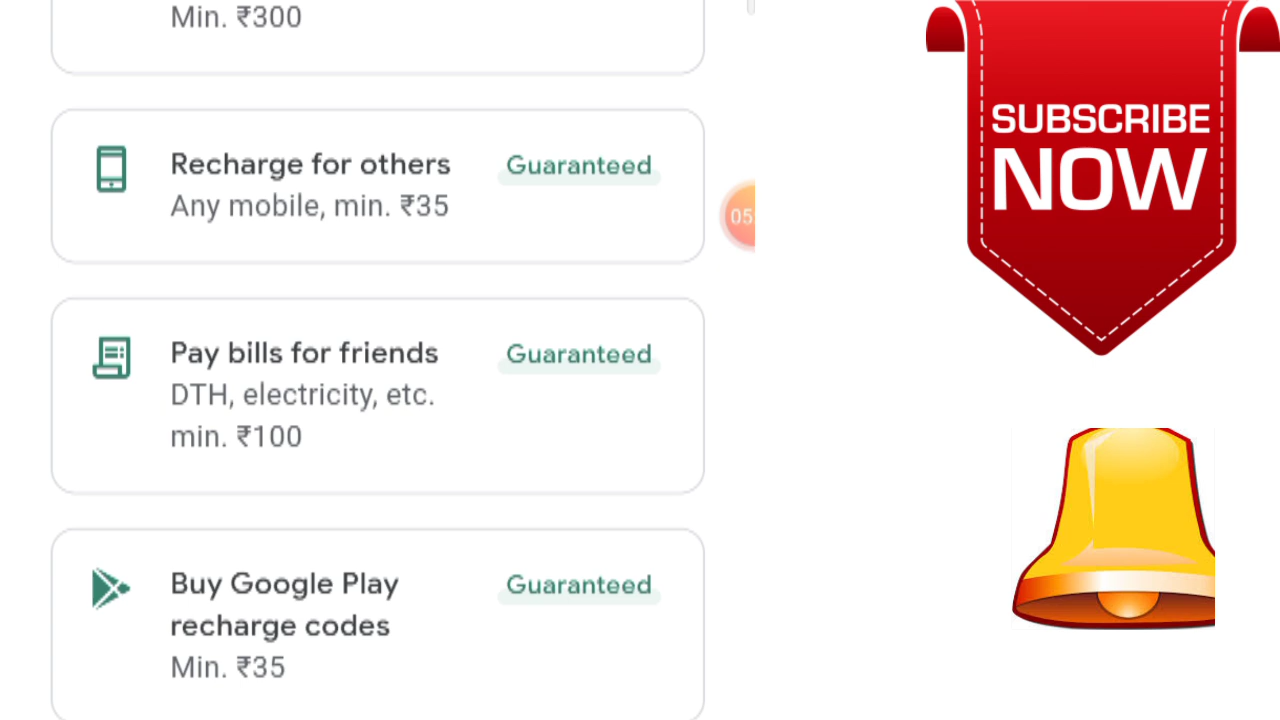 Min. ₹300
Recharge for others
Guaranteed
Any mobile, min. ₹35
Pay bills for friends
Guaranteed
DTH, electricity, etc.
min. ₹100
Buy Google Play
Guaranteed
recharge codes
Min. ₹35
05
SUBSCRIBE
NOW